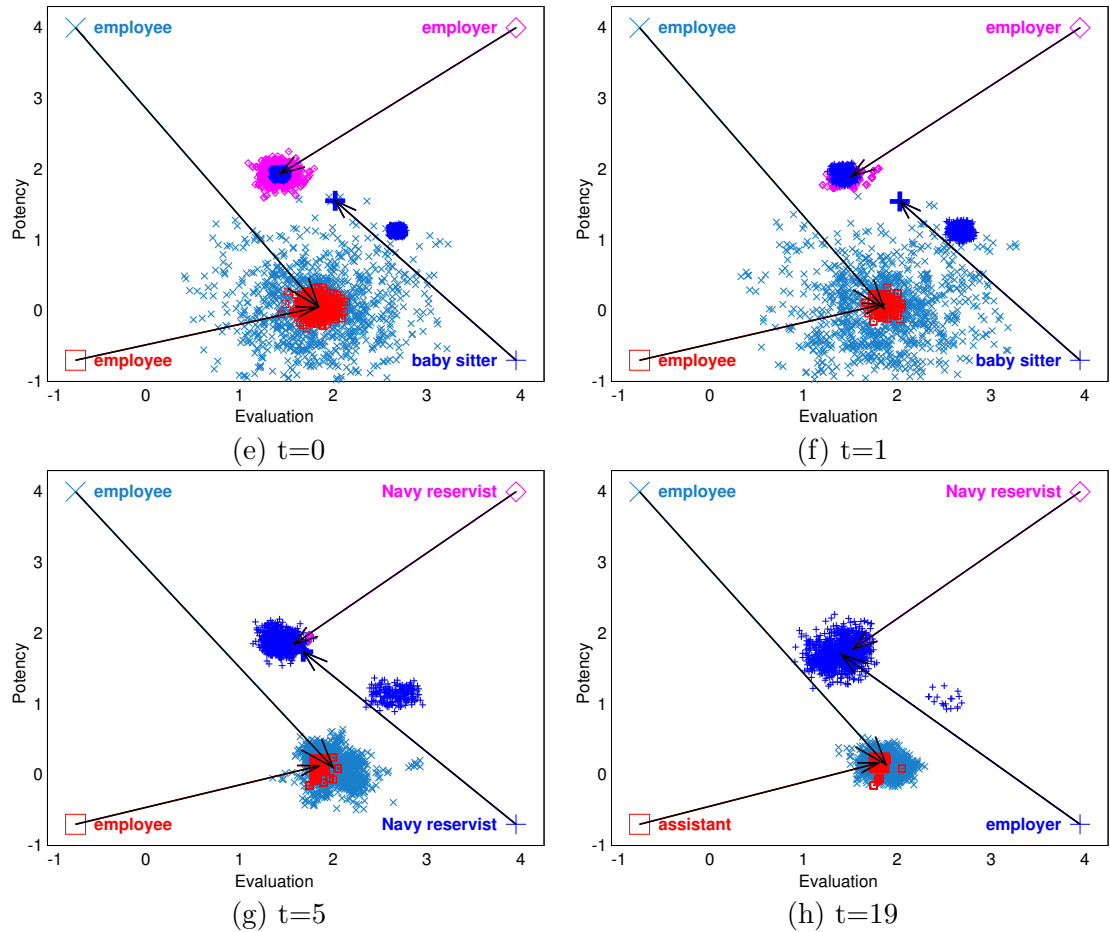 4 employee employer 4 employee employer
3 3
2 2
Potency Potency
1 1
0 0
employee baby sitter employee baby sitter
-1 -1
-1 0 1 2 3 4 -1 0 1 2 3 4
Evaluation Evaluation
(e) t=0 (f) t=1
4 employee Navy reservist 4 employee Navy reservist
3 3
2 2
Potency Potency
1 1
0 0
employee Navy reservist assistant employer
-1 -1
-1 0 1 2 3 4 -1 0 1 2 3 4
Evaluation Evaluation
(g) t=5 (h) t=19